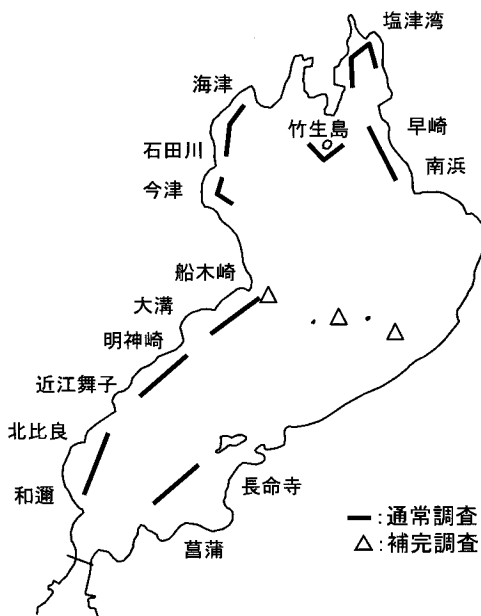 塩津湾
海津
竹生島
早崎
石田川
南浜
今津
船木崎
大溝
明神崎
近江舞子
北比良
和邇
長命寺
菖蒲
━:通常調査
△:補完調査